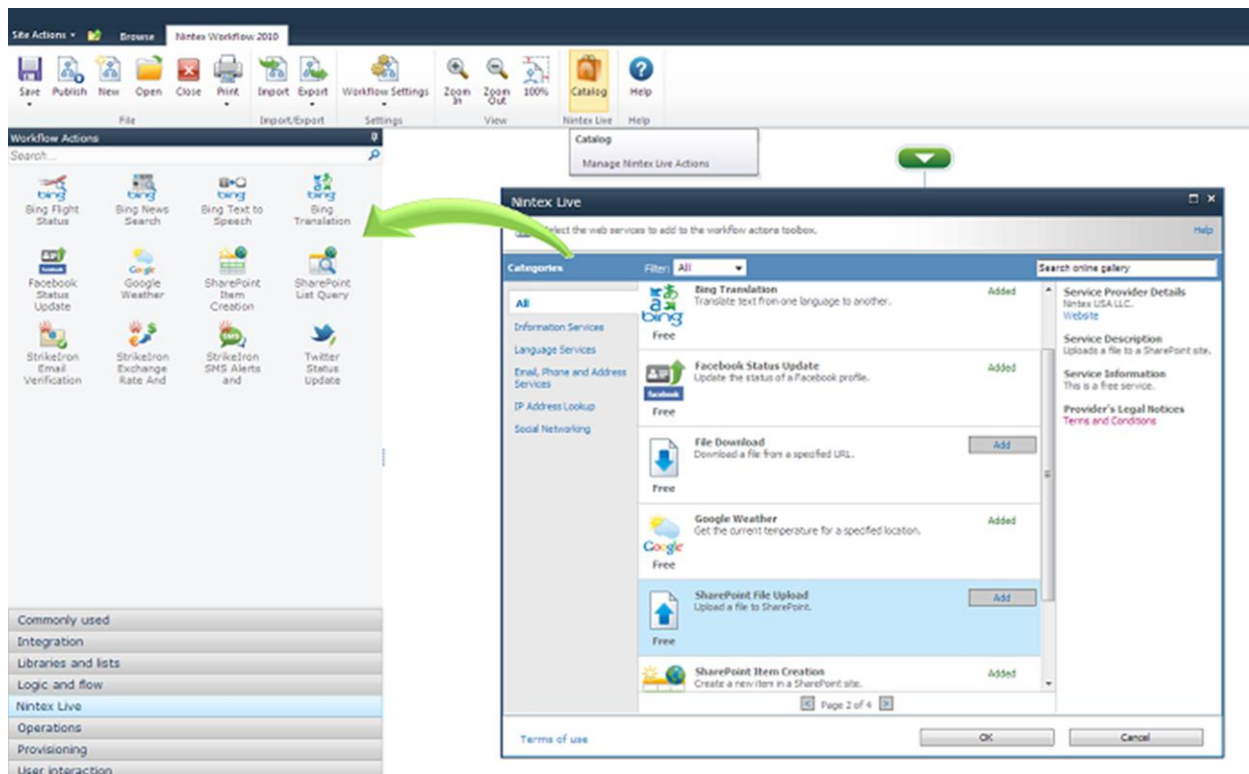 Site Actions
Browse
Nintex Workflow 2010
Save
Publish
New
Open
Close
Print
Import
Export
Workflow Settings
Zoom
In
Zoom
Out
100%
Catalog
Help
File
Import/Export
Settings
View
Nintex Live
Help
Workflow Actions
Search...
Catalog
Manage Nintex Live Actions
bing
Bing Flight
Status
bing
Bing News
Search
bing
Bing Text to
Speech
bing
Bing
Translation
facebook
Facebook
Status
Update
Google
Google
Weather
SharePoint
Item
Creation
SharePoint
List Query
StrikeIron
Email
Verification
StrikeIron
Exchange
Rate And
SMS
StrikeIron
SMS Alerts
and
Twitter
Status
Update
Commonly used
Integration
Libraries and lists
Logic and flow
Nintex Live
Operations
Provisioning
User interaction
Nintex Live
Select the web services to add to the workflow actions toolbox.
Help
Categories
Filter: All
Search online gallery
All
Information Services
Language Services
Email, Phone and Address
Services
IP Address Lookup
Social Networking
bing
Free
Bing Translation
Translate text from one language to another.
Added
facebook
Free
Facebook Status Update
Update the status of a Facebook profile.
Added
Free
File Download
Download a file from a specified URL.
Add
Google
Free
Google Weather
Get the current temperature for a specified location.
Added
Free
SharePoint File Upload
Upload a file to SharePoint.
Add
SharePoint Item Creation
Create a new item in a SharePoint site.
Added
Page 2 of 4
Service Provider Details
Nintex USA LLC.
Website
Service Description
Uploads a file to a SharePoint site.
Service Information
This is a free service.
Provider's Legal Notices
Terms and Conditions
Terms of use
OK
Cancel